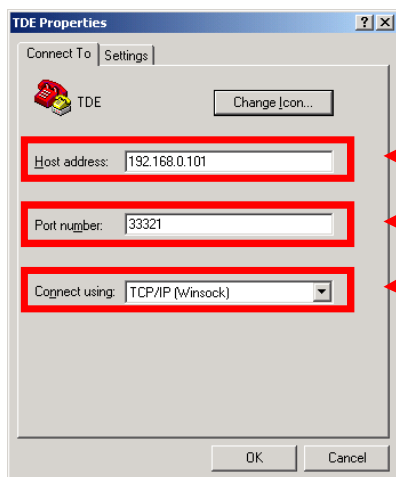 TDE Properties
Connect To Settings
TDE Change Icon...
Host address: 192.168.0.101
Port number: 33321
Connect using: TCP/IP (Winsock)
OK Cancel